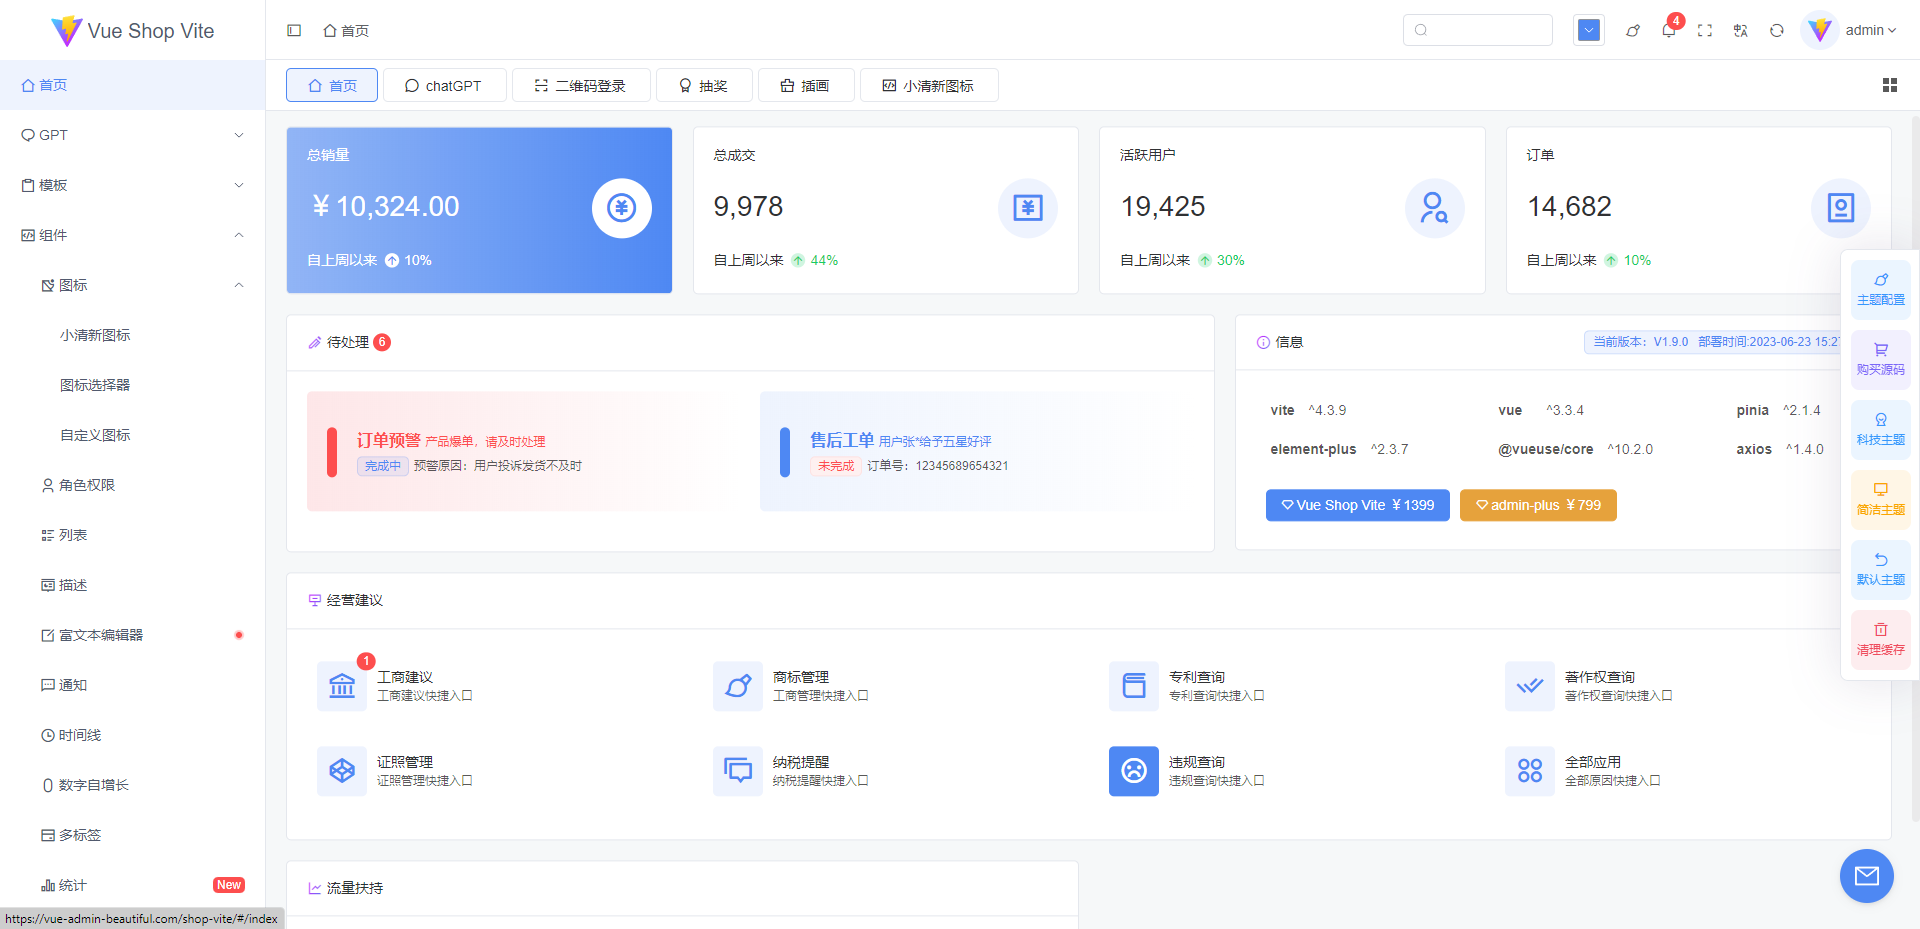 Vue Shop Vite
首页
GPT
模板
组件
图标
小清新图标
图标选择器
自定义图标
角色权限
列表
描述
富文本编辑器
通知
时间线
数字自增长
多标签
统计 New
https://vue-admin-beautiful.com/shop-vite/#/index
首页
4
admin
首页 chatGPT 二维码登录 抽奖 插画 小清新图标
总销量
¥ 10,324.00
自上周以来 10%
总成交
9,978
自上周以来 44%
活跃用户
19,425
自上周以来 30%
订单
14,682
自上周以来 10%
待处理 6
订单预警 产品爆单，请及时处理
完成中 预警原因：用户投诉发货不及时
售后工单 用户张*给予五星好评
未完成 订单号：12345689654321
信息
当前版本：V1.9.0 部署时间:2023-06-23 15:27
vite ^4.3.9 vue ^3.3.4 pinia ^2.1.4
element-plus ^2.3.7 @vueuse/core ^10.2.0 axios ^1.4.0
Vue Shop Vite ¥1399 admin-plus ¥799
经营建议
1
工商建议
工商建议快捷入口
商标管理
工商管理快捷入口
专利查询
专利查询快捷入口
著作权查询
著作权查询快捷入口
证照管理
证照管理快捷入口
纳税提醒
纳税提醒快捷入口
违规查询
违规查询快捷入口
全部应用
全部原因快捷入口
流量扶持
主题配置
购买源码
科技主题
简洁主题
默认主题
清理缓存